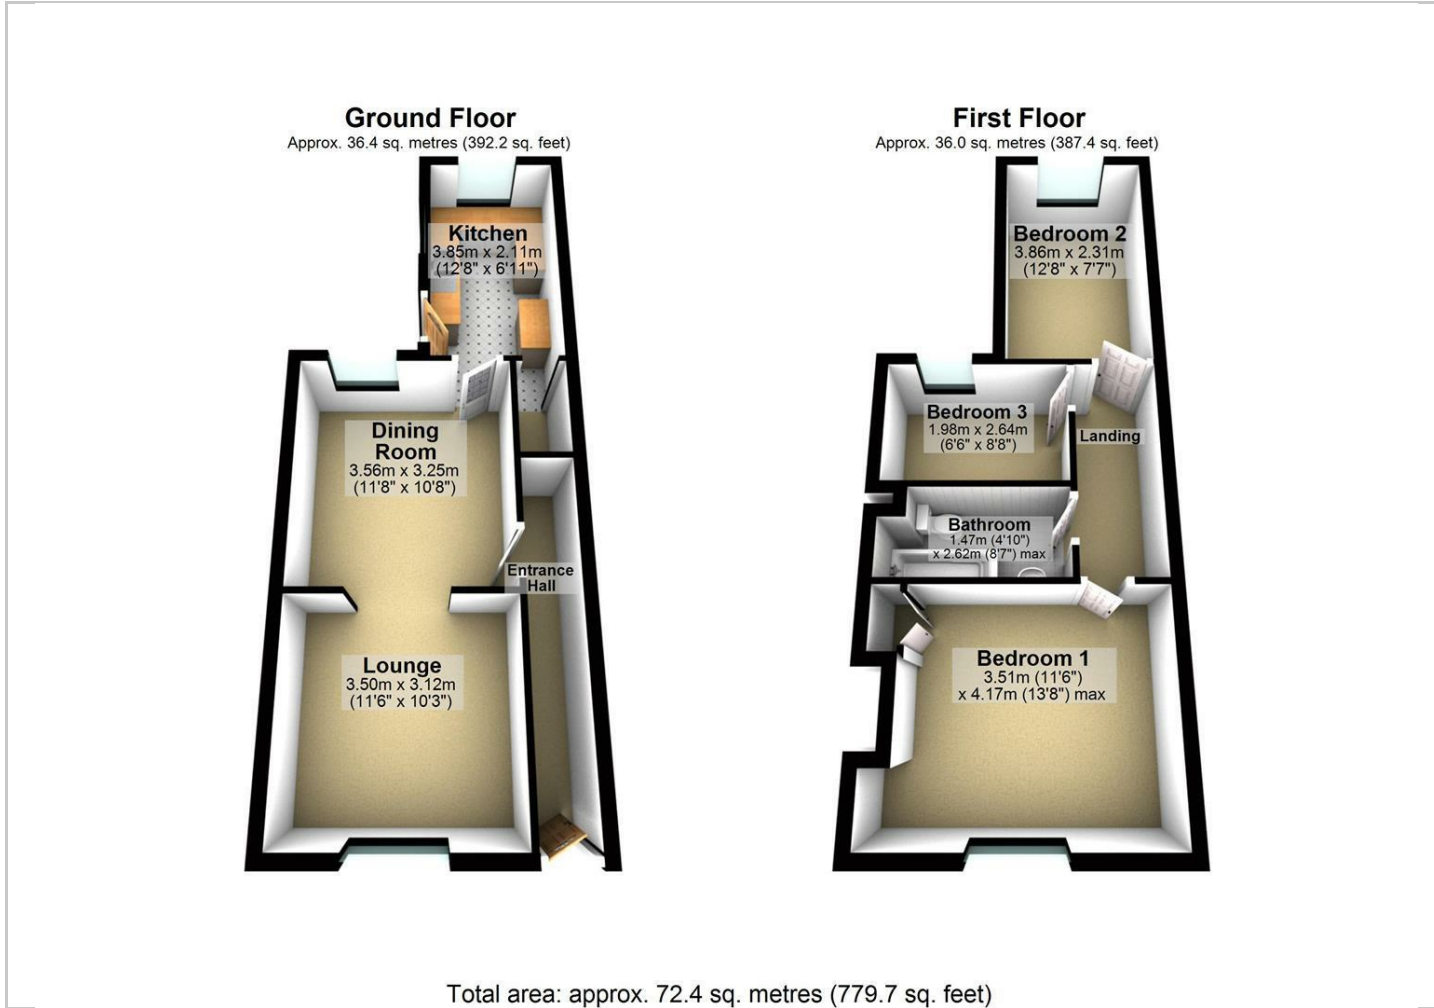 Ground Floor
Approx. 36.4 sq. metres (392.2 sq. feet)
Kitchen
3.85m x 2.11m
(12'8" x 6'11")
Dining
Room
3.56m x 3.25m
(11'8" x 10'8")
Entrance
Hall
Lounge
3.50m x 3.12m
(11'6" x 10'3")
First Floor
Approx. 36.0 sq. metres (387.4 sq. feet)
Bedroom 2
3.86m x 2.31m
(12'8" x 7'7")
Bedroom 3
1.98m x 2.64m
(6'6" x 8'8")
Landing
Bathroom
1.47m (4'10")
x 2.62m (8'7") max
Bedroom 1
3.51m (11'6")
x 4.17m (13'8") max
Total area: approx. 72.4 sq. metres (779.7 sq. feet)